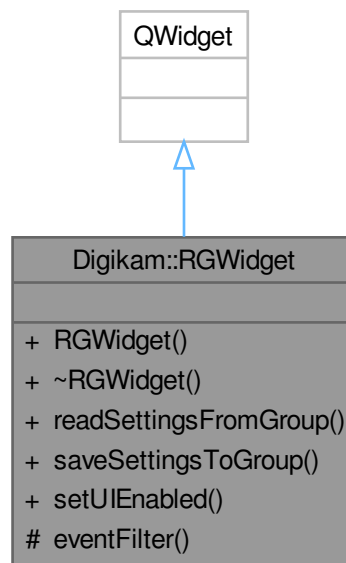 QWidget
Digikam::RGWidget
+ RGWidget()
+ ~RGWidget()
+ readSettingsFromGroup()
+ saveSettingsToGroup()
+ setUIEnabled()
# eventFilter()